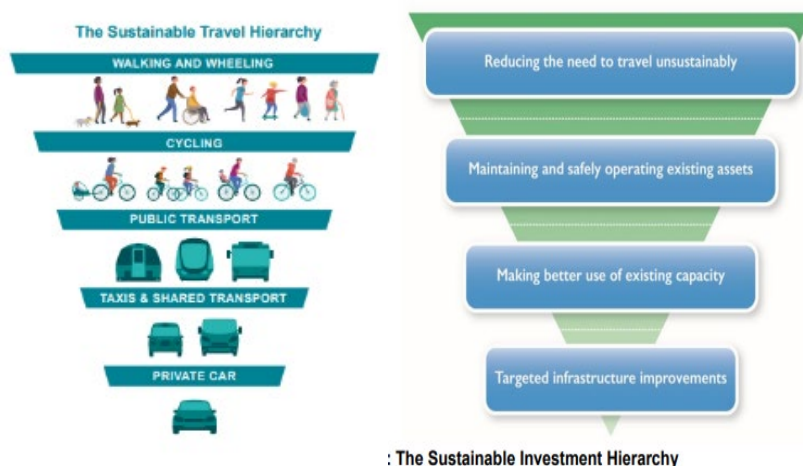 The Sustainable Travel Hierarchy
WALKING AND WHEELING
CYCLING
PUBLIC TRANSPORT
TAXIS & SHARED TRANSPORT
PRIVATE CAR
Reducing the need to travel unsustainably
Maintaining and safely operating existing assets
Making better use of existing capacity
Targeted infrastructure improvements
: The Sustainable Investment Hierarchy